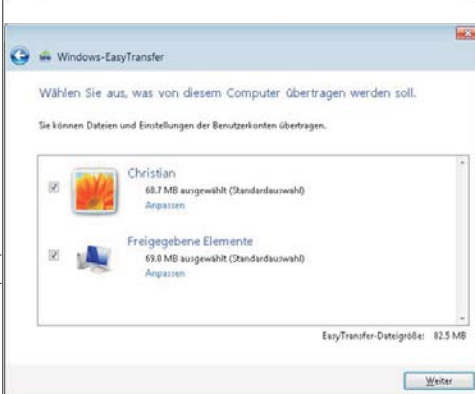 Windows-EasyTransfer
Wählen Sie aus, was von diesem Computer übertragen werden soll.
Sie können Dateien und Einstellungen der Benutzerkonten übertragen.
Christian
60.7 MB ausgewählt (Standardauswahl)
Anpassen
Freigegebene Elemente
69.0 MB ausgewählt (Standardauswahl)
Anpassen
EasyTransfer-Dateigröße: 82.5 MB
Weiter